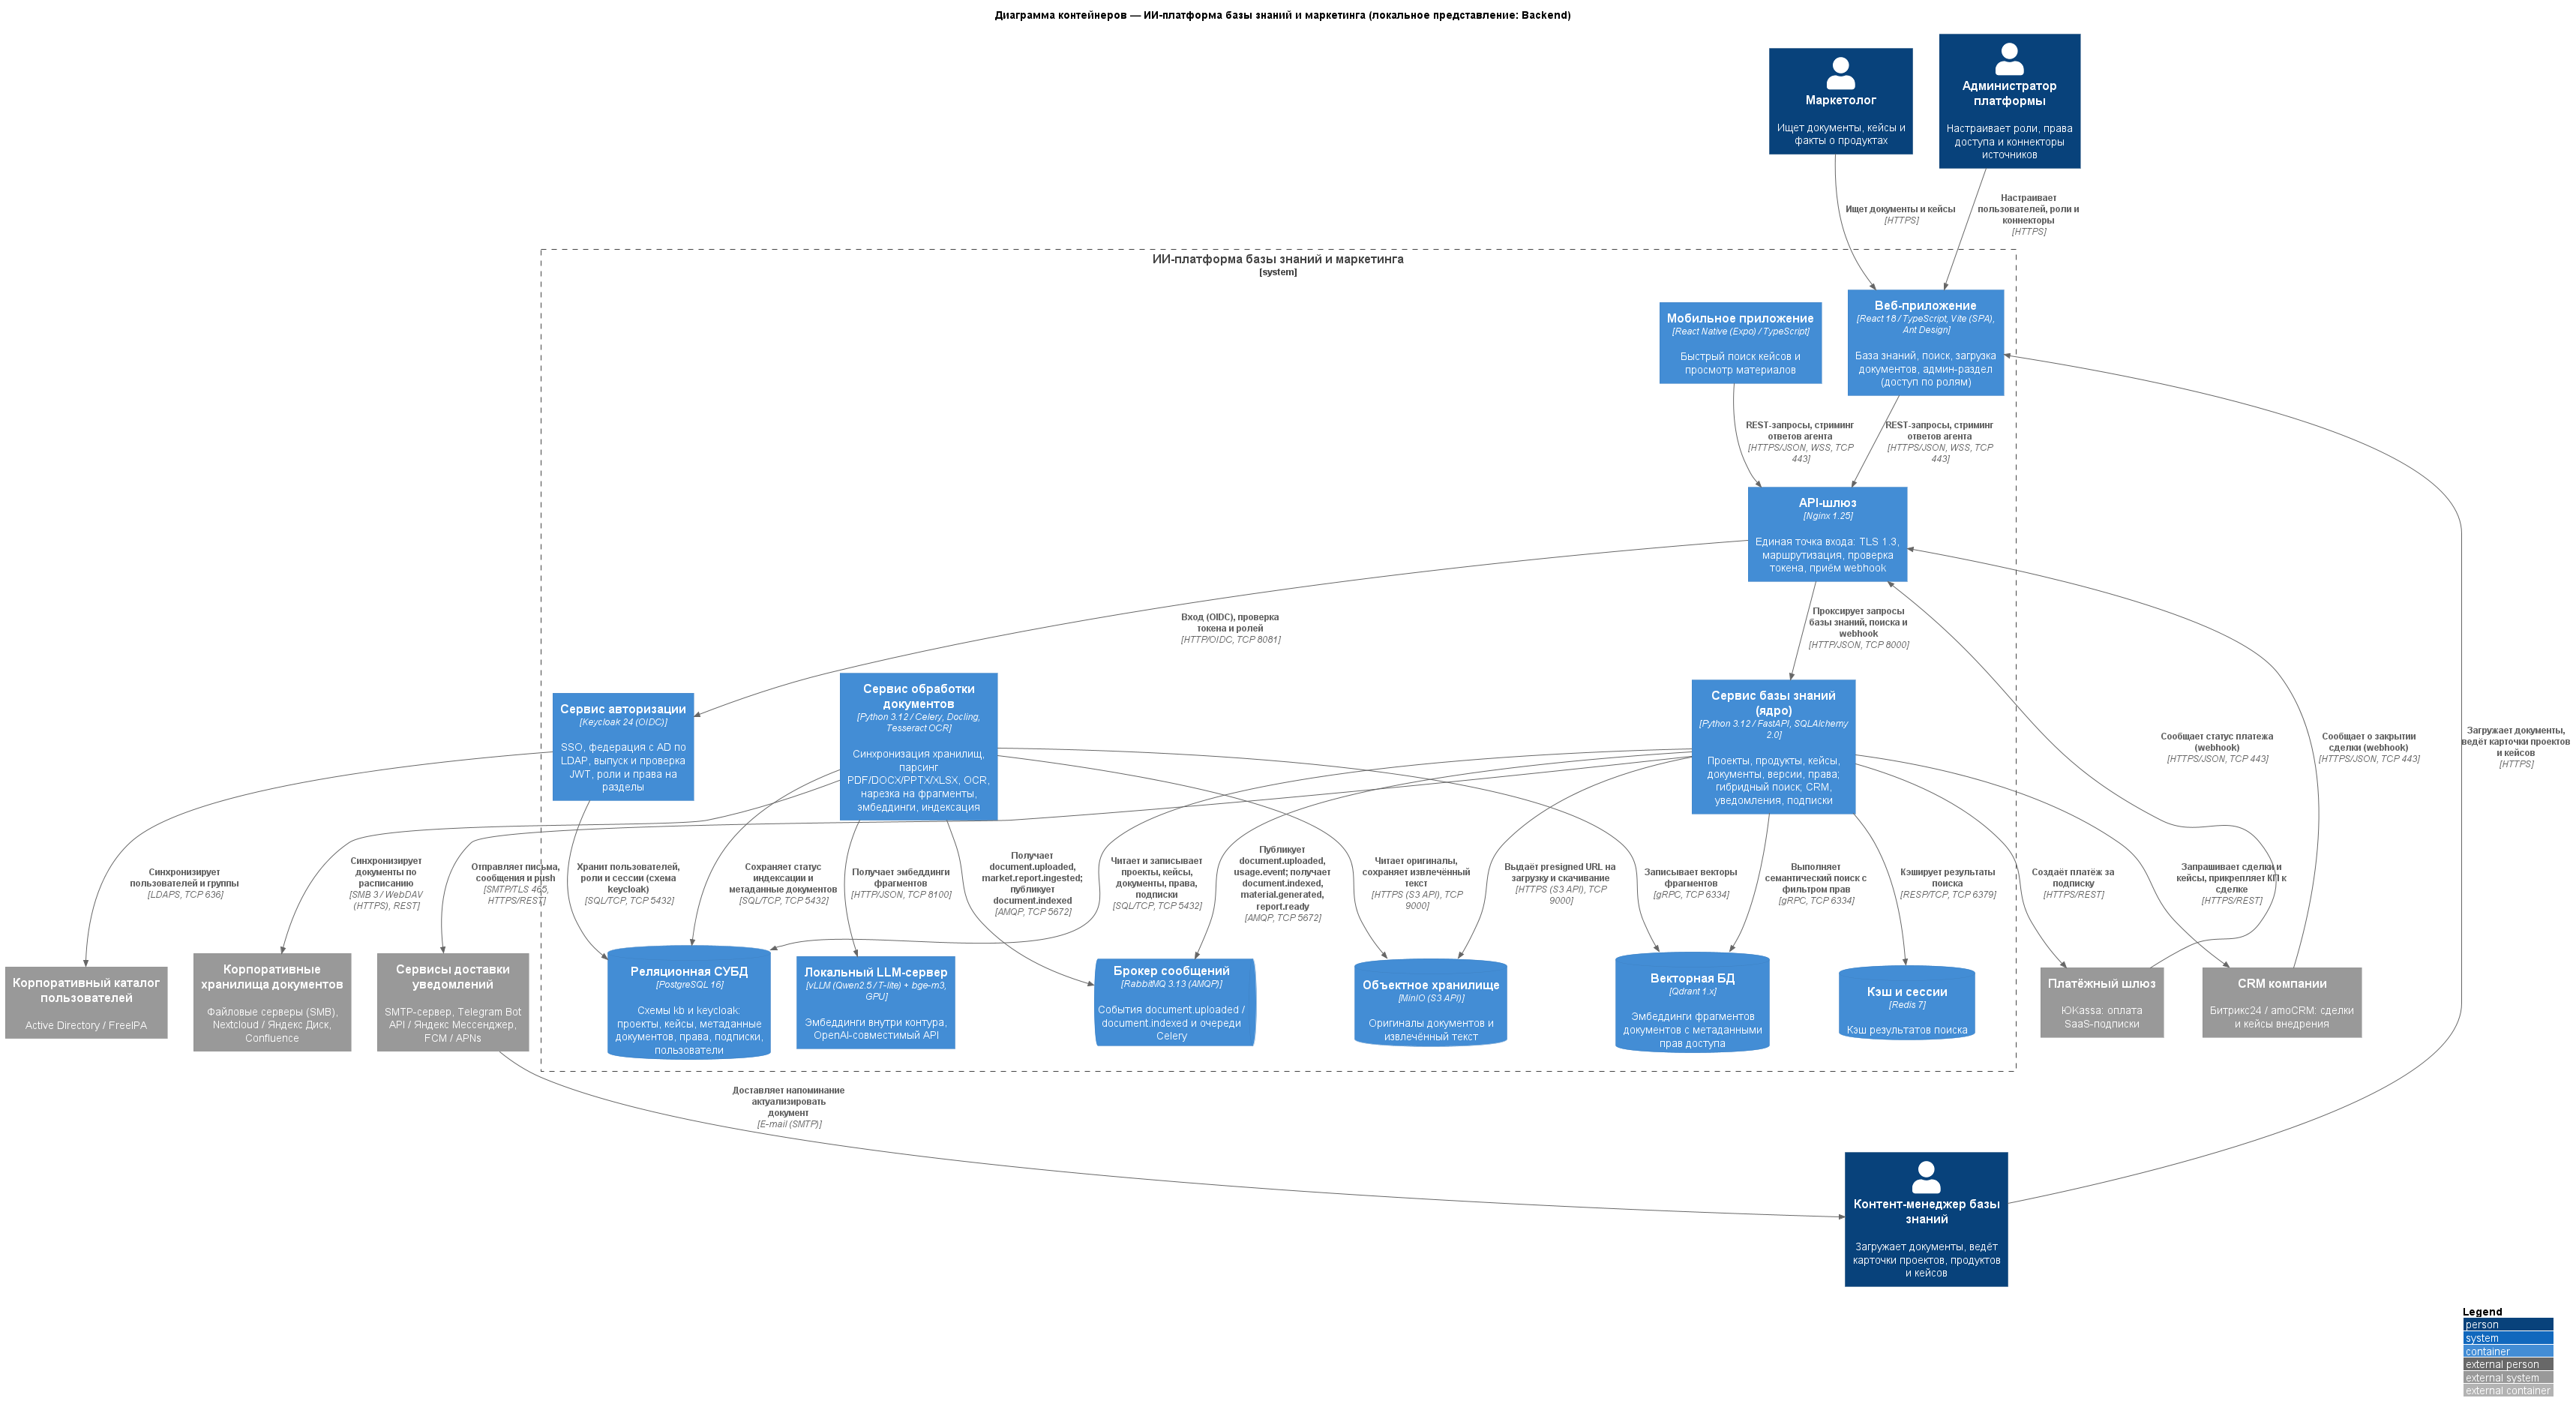 Диаграмма контейнеров — ИИ-платформа базы знаний и маркетинга (локальное представление: Backend)
Маркетолог
Ищет документы, кейсы и
факты о продуктах
Администратор
платформы
Настраивает роли, права
доступа и коннекторы
источников
Ищет документы и кейсы
[HTTPS]
Настраивает
пользователей, роли и
коннекторы
[HTTPS]
ИИ-платформа базы знаний и маркетинга
[system]
Мобильное приложение
[React Native (Expo) / TypeScript]
Быстрый поиск кейсов и
просмотр материалов
Веб-приложение
[React 18 / TypeScript, Vite (SPA),
Ant Design]
База знаний, поиск, загрузка
документов, админ-раздел
(доступ по ролям)
REST-запросы, стриминг
ответов агента
[HTTPS/JSON, WSS, TCP
443]
REST-запросы, стриминг
ответов агента
[HTTPS/JSON, WSS, TCP
443]
API-шлюз
[Nginx 1.25]
Единая точка входа: TLS 1.3,
маршрутизация, проверка
токена, приём webhook
Вход (OIDC), проверка
токена и ролей
[HTTP/OIDC, TCP 8081]
Проксирует запросы
базы знаний, поиска и
webhook
[HTTP/JSON, TCP 8000]
Сервис авторизации
[Keycloak 24 (OIDC)]
SSO, федерация с AD по
LDAP, выпуск и проверка
JWT, роли и права на
разделы
Сервис обработки
документов
[Python 3.12 / Celery, Docling,
Tesseract OCR]
Синхронизация хранилищ,
парсинг
PDF/DOCX/PPTX/XLSX, OCR,
нарезка на фрагменты,
эмбеддинги, индексация
Сервис базы знаний
(ядро)
[Python 3.12 / FastAPI, SQLAlchemy
2.0]
Проекты, продукты, кейсы,
документы, версии, права;
гибридный поиск; CRM,
уведомления, подписки
Сообщает статус платежа
(webhook)
[HTTPS/JSON, TCP 443]
Сообщает о закрытии
сделки (webhook)
[HTTPS/JSON, TCP 443]
Загружает документы,
ведёт карточки проектов
и кейсов
[HTTPS]
Синхронизирует
пользователей и группы
[LDAPS, TCP 636]
Синхронизирует
документы по
расписанию
[SMB 3 / WebDAV
(HTTPS), REST]
Отправляет письма,
сообщения и push
[SMTP/TLS 465,
HTTPS/REST]
Хранит пользователей,
роли и сессии (схема
keycloak)
[SQL/TCP, TCP 5432]
Сохраняет статус
индексации и
метаданные документов
[SQL/TCP, TCP 5432]
Получает эмбеддинги
фрагментов
[HTTP/JSON, TCP 8100]
Получает
document.uploaded,
market.report.ingested;
публикует
document.indexed
[AMQP, TCP 5672]
Читает и записывает
проекты, кейсы,
документы, права,
подписки
[SQL/TCP, TCP 5432]
Публикует
document.uploaded,
usage.event; получает
document.indexed,
material.generated,
report.ready
[AMQP, TCP 5672]
Читает оригиналы,
сохраняет извлечённый
текст
[HTTPS (S3 API), TCP
9000]
Выдаёт presigned URL на
загрузку и скачивание
[HTTPS (S3 API), TCP
9000]
Записывает векторы
фрагментов
[gRPC, TCP 6334]
Выполняет
семантический поиск с
фильтром прав
[gRPC, TCP 6334]
Кэширует результаты
поиска
[RESP/TCP, TCP 6379]
Создаёт платёж за
подписку
[HTTPS/REST]
Запрашивает сделки и
кейсы, прикрепляет КП к
сделке
[HTTPS/REST]
Корпоративный каталог
пользователей
Active Directory / FreeIPA
Корпоративные
хранилища документов
Файловые серверы (SMB),
Nextcloud / Яндекс Диск,
Confluence
Сервисы доставки
уведомлений
SMTP-сервер, Telegram Bot
API / Яндекс Мессенджер,
FCM / APNs
Реляционная СУБД
[PostgreSQL 16]
Схемы kb и keycloak:
проекты, кейсы, метаданные
документов, права, подписки,
пользователи
Локальный LLM-сервер
[vLLM (Qwen2.5 / T-lite) + bge-m3,
GPU]
Эмбеддинги внутри контура,
OpenAI-совместимый API
Брокер сообщений
[RabbitMQ 3.13 (AMQP)]
События document.uploaded /
document.indexed и очереди
Celery
Объектное хранилище
[MinIO (S3 API)]
Оригиналы документов и
извлечённый текст
Векторная БД
[Qdrant 1.x]
Эмбеддинги фрагментов
документов с метаданными
прав доступа
Кэш и сессии
[Redis 7]
Кэш результатов поиска
Платёжный шлюз
ЮKassa: оплата
SaaS-подписки
CRM компании
Битрикс24 / amoCRM: сделки
и кейсы внедрения
Доставляет напоминание
актуализировать
документ
[E-mail (SMTP)]
Контент-менеджер базы
знаний
Загружает документы, ведёт
карточки проектов, продуктов
и кейсов
Legend
person
system
container
external person
external system
external container